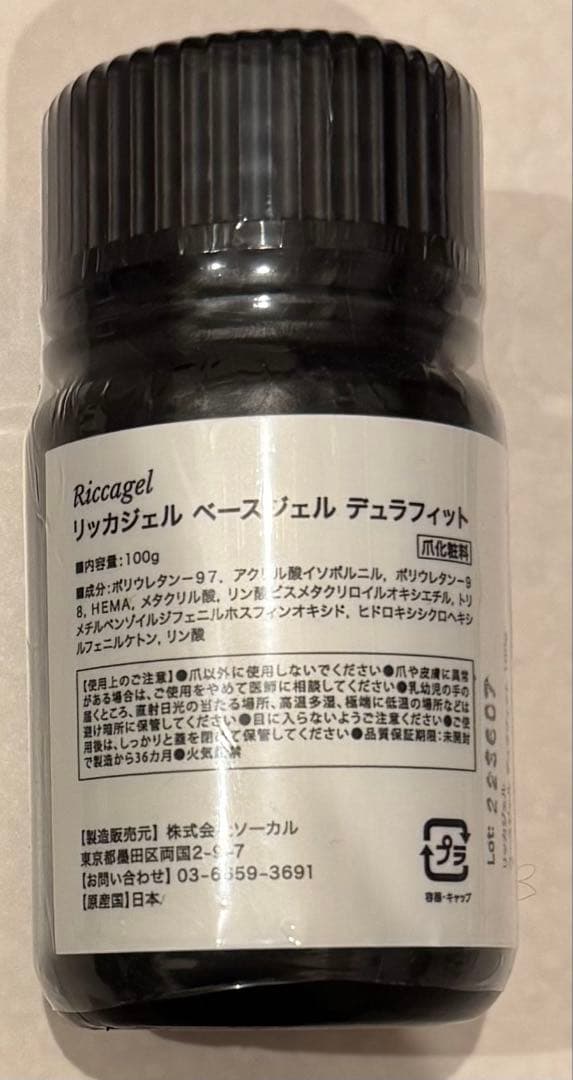 Riccagel
リッカジェル ベースジェル デュラフィット
爪化粧料
■内容量:100g
■成分:ポリウレタン-97, アクリル酸イソボルニル, ポリウレタン-9
8, HEMA, メタクリル酸, リン酸ビスメタクリロイルオキシエチル, トリ
メチルベンゾイルジフェニルホスフィンオキシド, ヒドロキシシクロヘキシ
ルフェニルケトン, リン酸
【使用上のご注意】●爪以外に使用しないでください●爪や皮膚に異常
がある場合は、ご使用をやめて医師に相談してください●乳幼児の手の
届くところ、直射日光の当たる場所、高温多湿、極端に低温の場所などは
避け暗所に保管してください●目に入らないようご注意ください●ご使
用後は、しっかりと蓋を閉めて保管してください●品質保証期限:未開封
で製造から36カ月●火気厳禁
【製造販売元】株式会社ソーカル
東京都墨田区両国2-9-7
【お問い合わせ】03-6659-3691
【原産国】日本
プラ
容器・キャップ
Lot: 225607